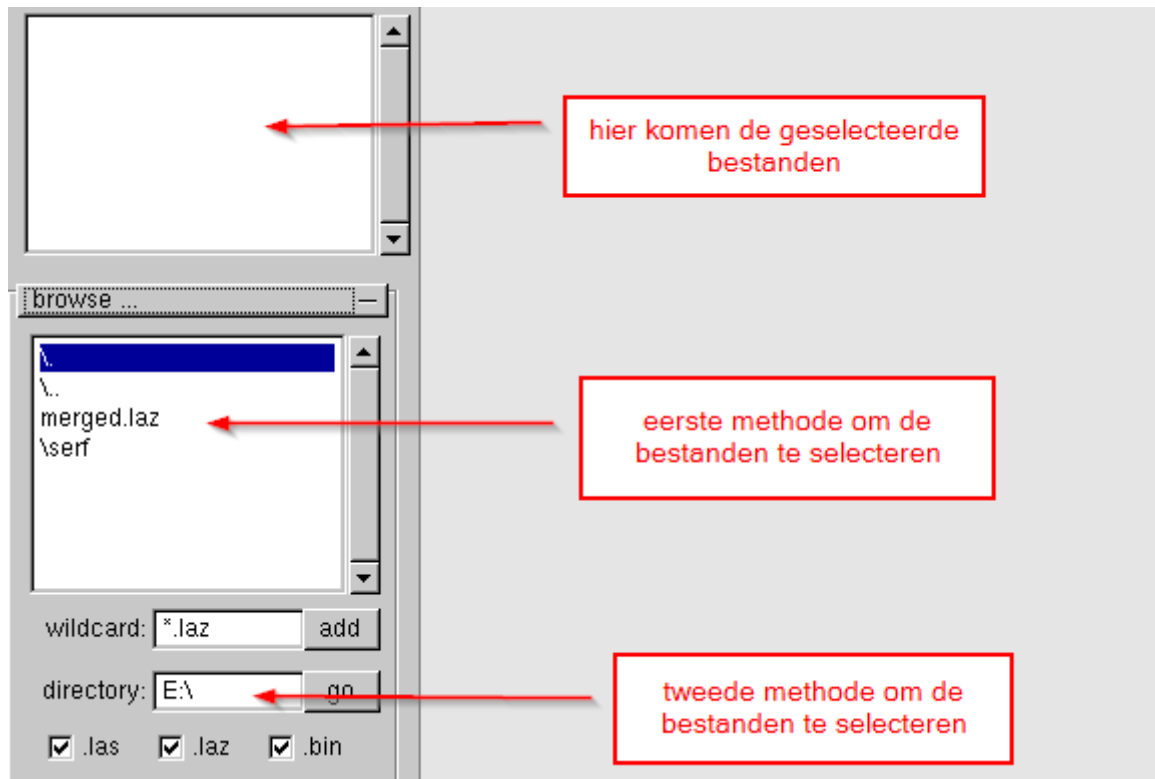 hier komen de geselecteerde
bestanden
browse ...
\.
\..
merged.laz
\serf
eerste methode om de
bestanden te selecteren
wildcard: *.laz add
directory: E:\ go
tweede methode om de
bestanden te selecteren
.las .laz .bin